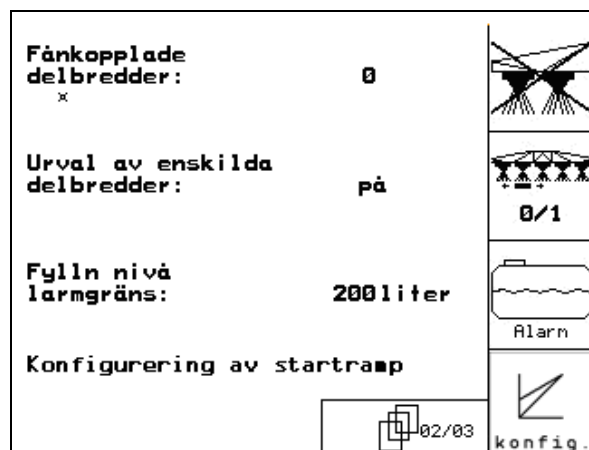 Fånkopplade
delbredder: 0
×
Urval av enskilda
delbredder: på
0/1
Fylln nivå
larmgräns: 200liter
Alarm
Konfigurering av startramp
02/03
konfig.